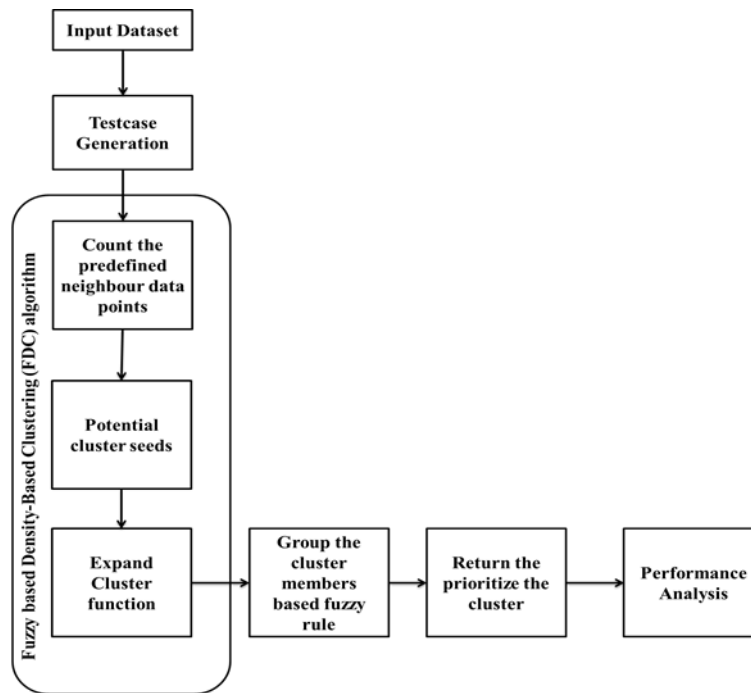 Input Dataset
Testcase
Generation
Fuzzy based Density-Based Clustering (FDC) algorithm
Count the
predefined
neighbour data
points
Potential
cluster seeds
Expand
Cluster
function
Group the
cluster
members
based fuzzy
rule
Return the
prioritize the
cluster
Performance
Analysis